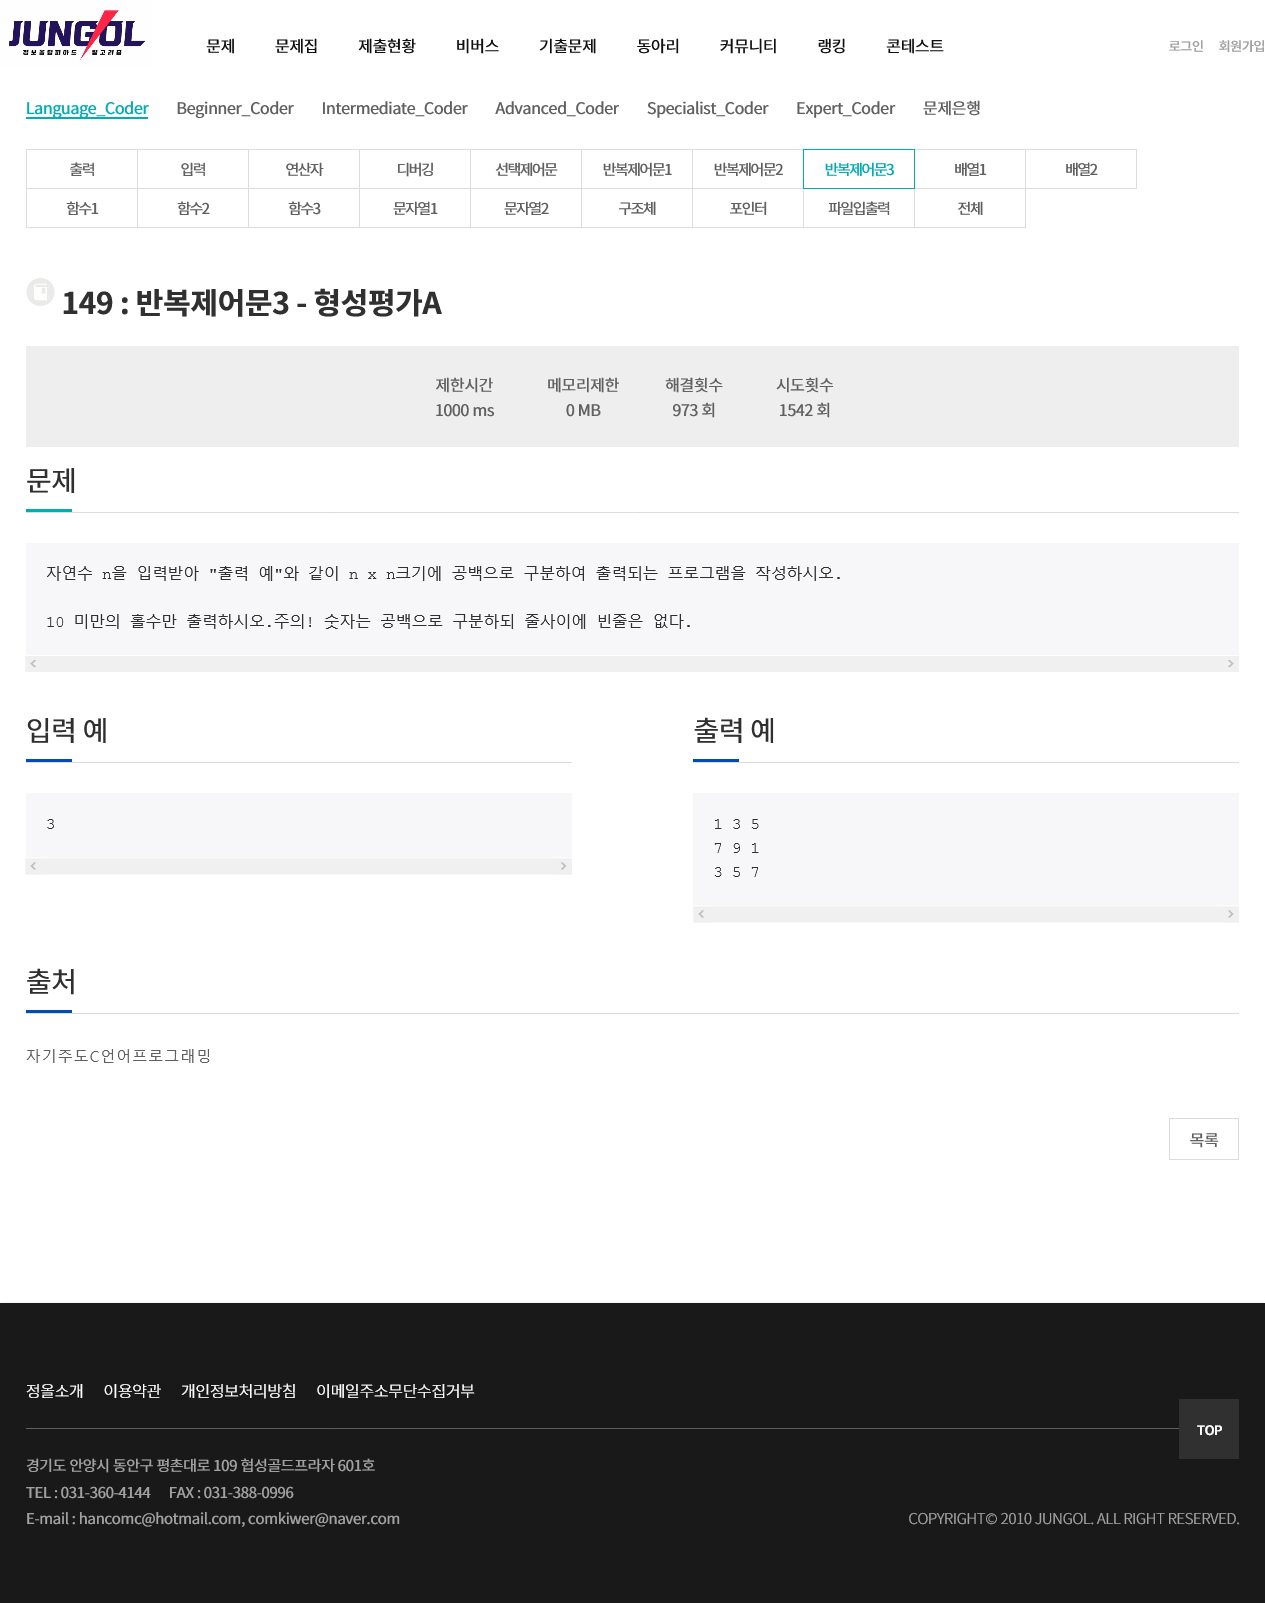 JUNGOL
정보올림피아드 알고리즘
문제 문제집 제출현황 비버스 기출문제 동아리 커뮤니티 랭킹 콘테스트 로그인 회원가입
Language_Coder Beginner_Coder Intermediate_Coder Advanced_Coder Specialist_Coder Expert_Coder 문제은행
출력 입력 연산자 디버깅 선택제어문 반복제어문1 반복제어문2 반복제어문3 배열1 배열2
함수1 함수2 함수3 문자열1 문자열2 구조체 포인터 파일입출력 전체
149 : 반복제어문3 - 형성평가A
제한시간 메모리제한 해결횟수 시도횟수
1000 ms 0 MB 973 회 1542 회
문제
자연수 n을 입력받아 "출력 예"와 같이 n x n크기에 공백으로 구분하여 출력되는 프로그램을 작성하시오.
10 미만의 홀수만 출력하시오.주의! 숫자는 공백으로 구분하되 줄사이에 빈줄은 없다.
입력 예
3
출력 예
1 3 5
7 9 1
3 5 7
출처
자기주도C언어프로그래밍
목록
정올소개 이용약관 개인정보처리방침 이메일주소무단수집거부
TOP
경기도 안양시 동안구 평촌대로 109 협성골드프라자 601호
TEL : 031-360-4144 FAX : 031-388-0996
E-mail : hancomc@hotmail.com, comkiwer@naver.com
COPYRIGHT© 2010 JUNGOL. ALL RIGHT RESERVED.